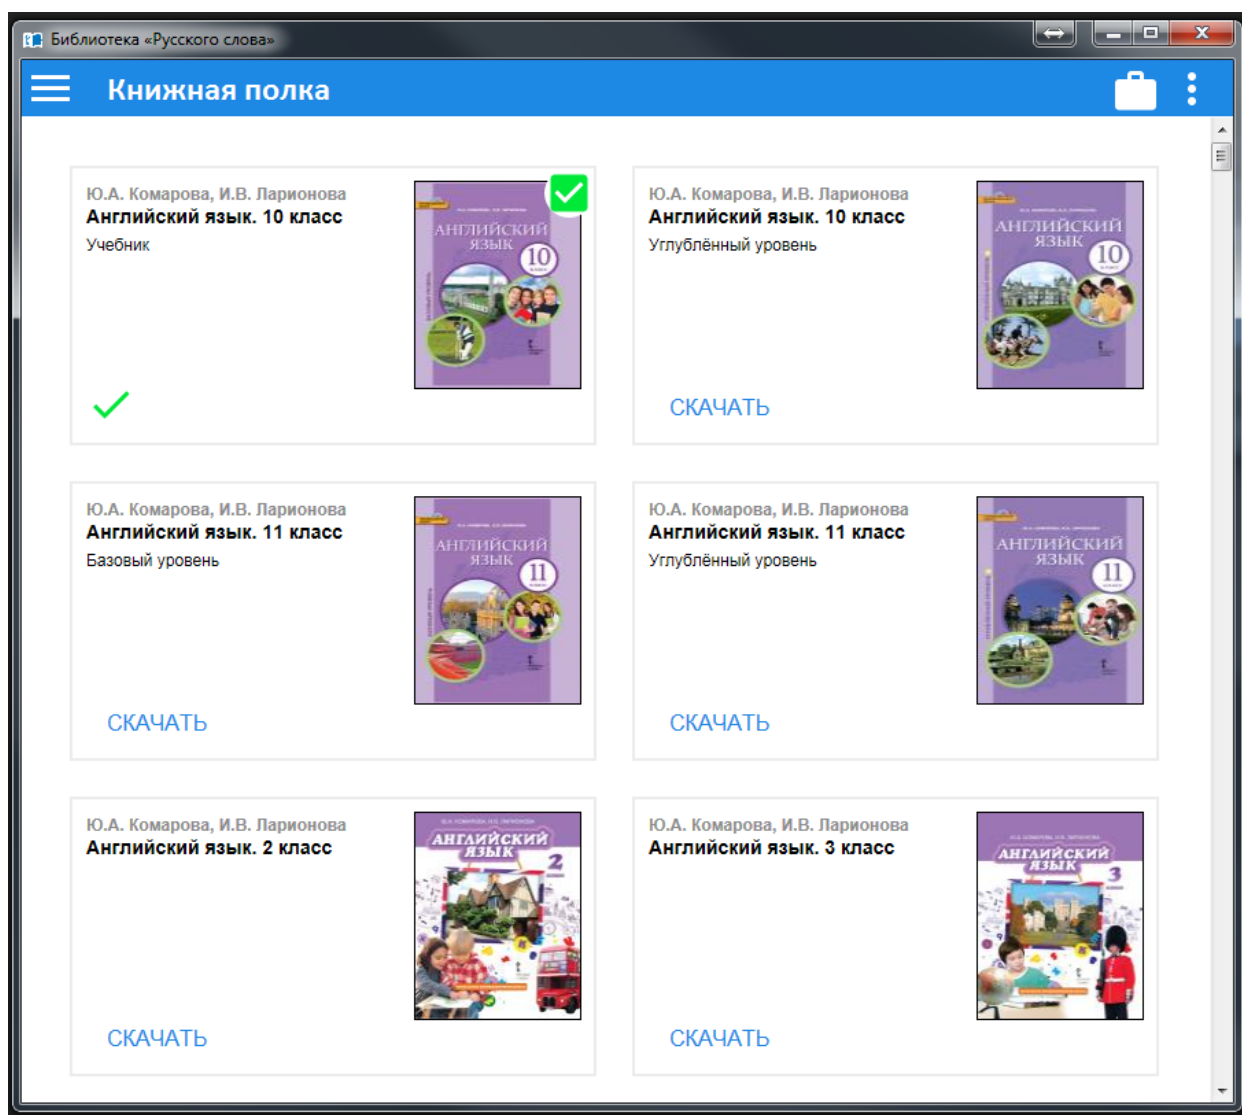 Библиотека «Русского слова»
Книжная полка
Ю.А. Комарова, И.В. Ларионова
Английский язык. 10 класс
Учебник
АНГЛИЙСКИЙ
ЯЗЫК
10
Ю.А. Комарова, И.В. Ларионова
Английский язык. 10 класс
Углублённый уровень
СКАЧАТЬ
АНГЛИЙСКИЙ
ЯЗЫК
10
Ю.А. Комарова, И.В. Ларионова
Английский язык. 11 класс
Базовый уровень
СКАЧАТЬ
АНГЛИЙСКИЙ
ЯЗЫК
11
Ю.А. Комарова, И.В. Ларионова
Английский язык. 11 класс
Углублённый уровень
СКАЧАТЬ
АНГЛИЙСКИЙ
ЯЗЫК
11
Ю.А. Комарова, И.В. Ларионова
Английский язык. 2 класс
СКАЧАТЬ
АНГЛИЙСКИЙ
ЯЗЫК
2
Ю.А. Комарова, И.В. Ларионова
Английский язык. 3 класс
СКАЧАТЬ
АНГЛИЙСКИЙ
ЯЗЫК
3